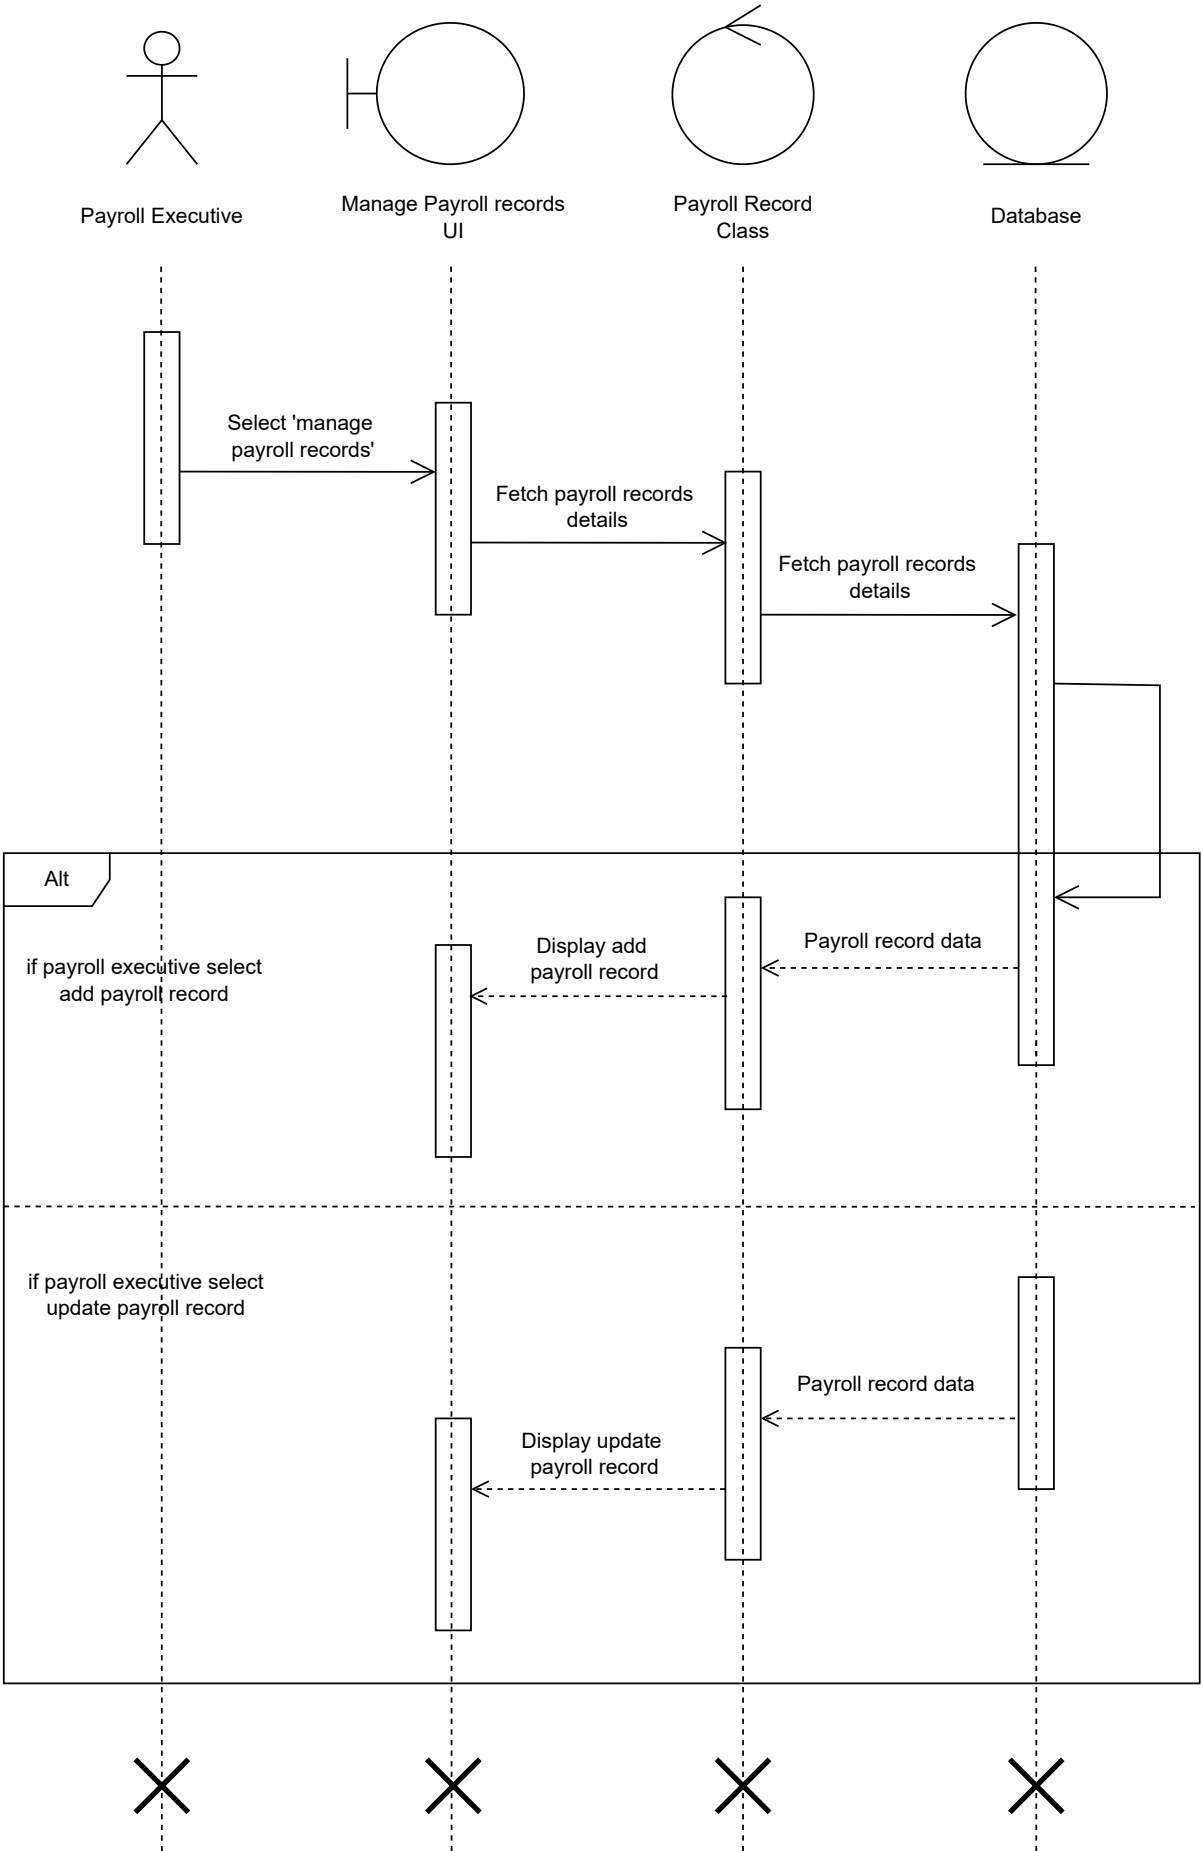 Payroll Executive
Manage Payroll records
UI
Payroll Record
Class
Database
Select 'manage
payroll records'
Fetch payroll records
details
Fetch payroll records
details
Alt
if payroll executive select
add payroll record
Display add
payroll record
Payroll record data
if payroll executive select
update payroll record
Payroll record data
Display update
payroll record